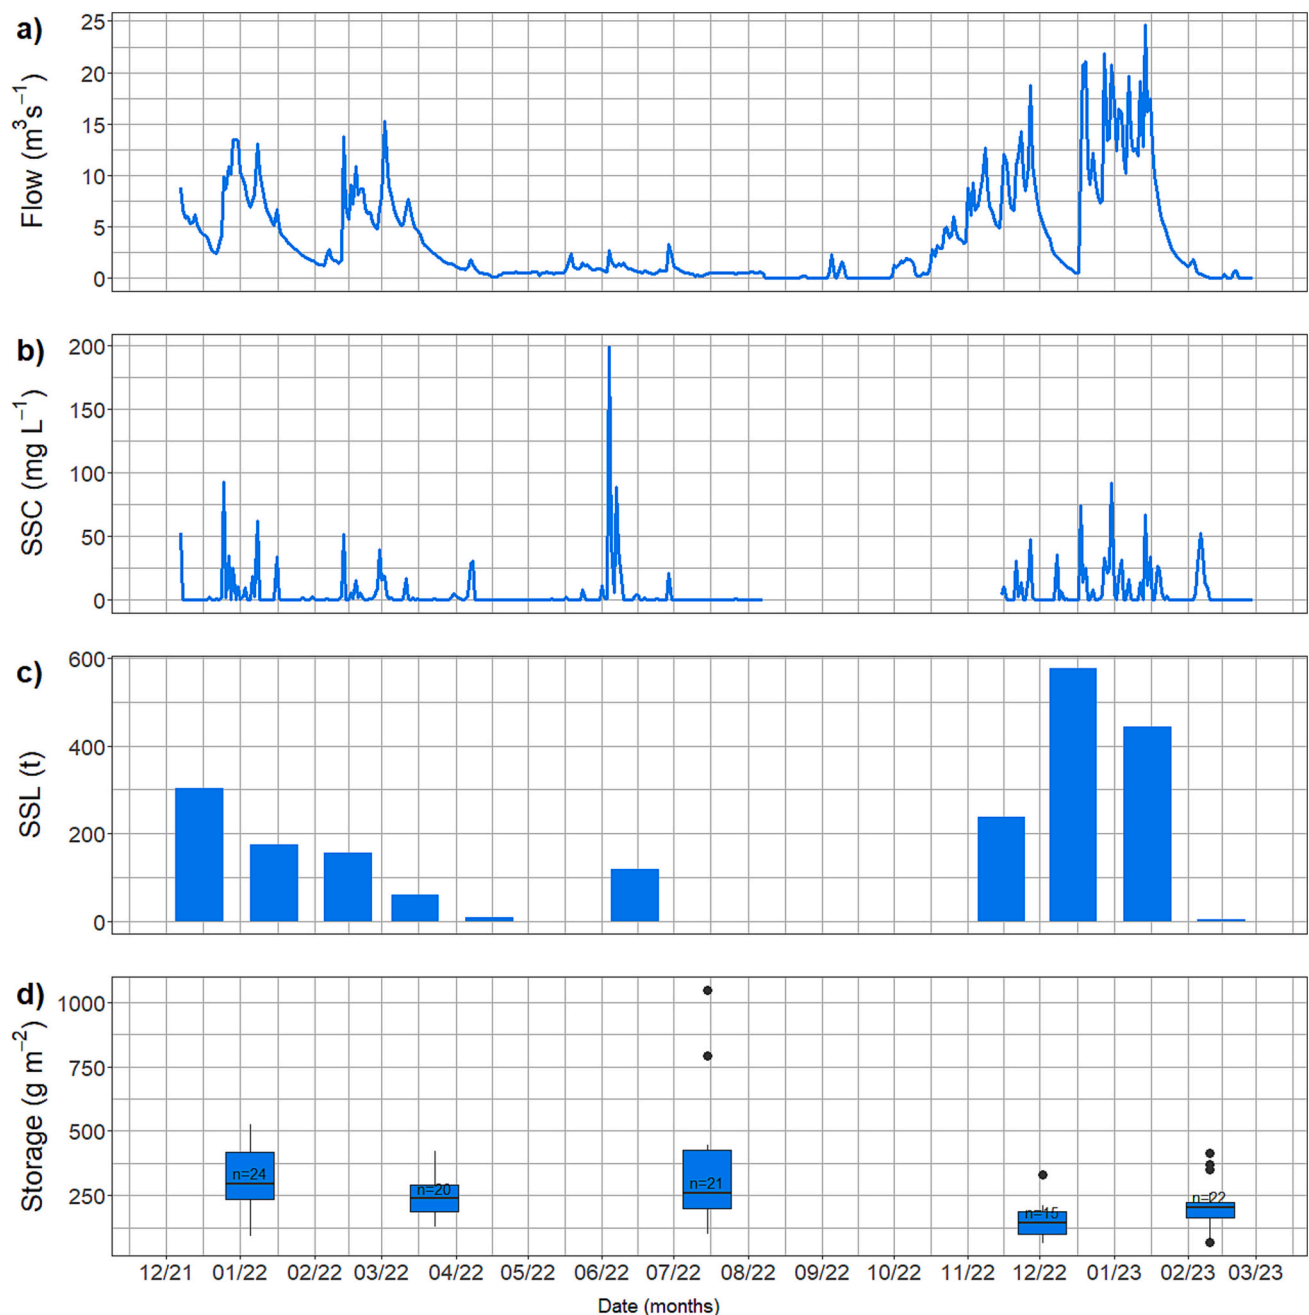 a)
Flow (m³s⁻¹)
25
20
15
10
5
0
b)
SSC (mg L⁻¹)
200
150
100
50
0
c)
SSL (t)
600
400
200
0
d)
Storage (g m⁻²)
1000
750
500
250
n=24
n=20
n=21
n=15
n=22
12/21 01/22 02/22 03/22 04/22 05/22 06/22 07/22 08/22 09/22 10/22 11/22 12/22 01/23 02/23 03/23
Date (months)